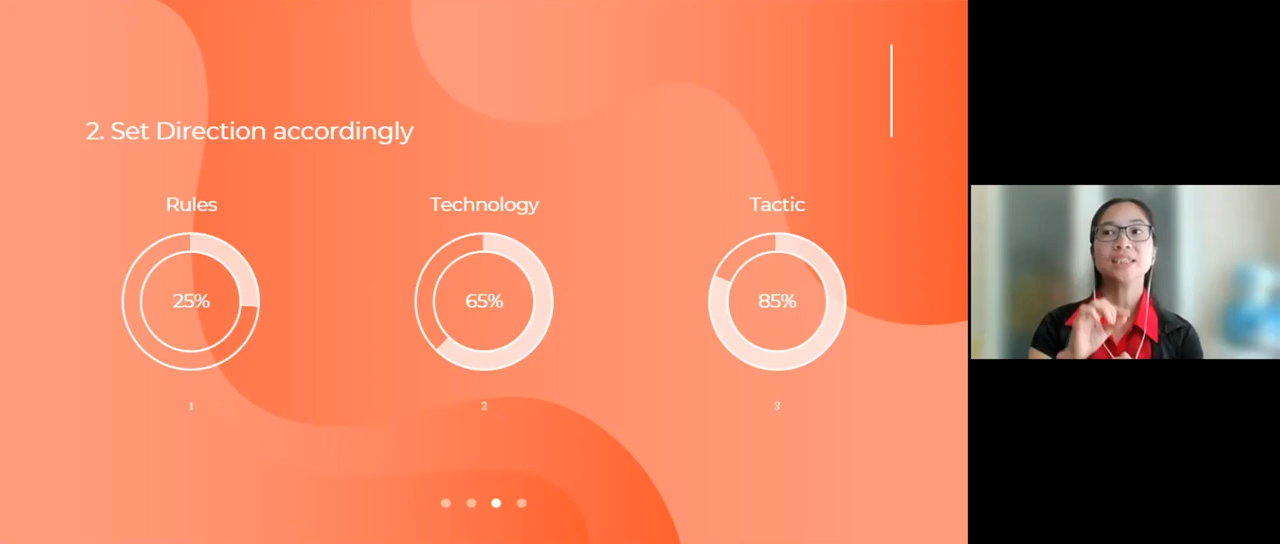 2. Set Direction accordingly
Rules
Technology
Tactic
25%
65%
85%
1
2
3